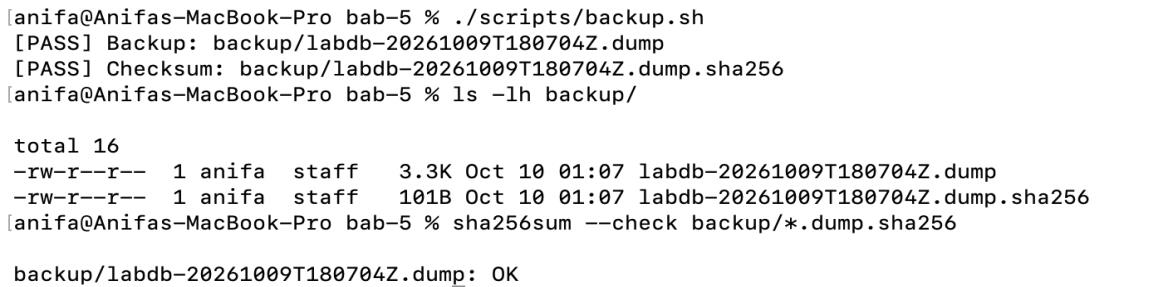 [anifa@Anifas-MacBook-Pro bab-5 % ./scripts/backup.sh
[PASS] Backup: backup/labdb-20261009T180704Z.dump
[PASS] Checksum: backup/labdb-20261009T180704Z.dump.sha256
[anifa@Anifas-MacBook-Pro bab-5 % ls -lh backup/
total 16
-rw-r--r--  1 anifa  staff   3.3K Oct 10 01:07 labdb-20261009T180704Z.dump
-rw-r--r--  1 anifa  staff   101B Oct 10 01:07 labdb-20261009T180704Z.dump.sha256
[anifa@Anifas-MacBook-Pro bab-5 % sha256sum --check backup/*.dump.sha256
backup/labdb-20261009T180704Z.dump: OK